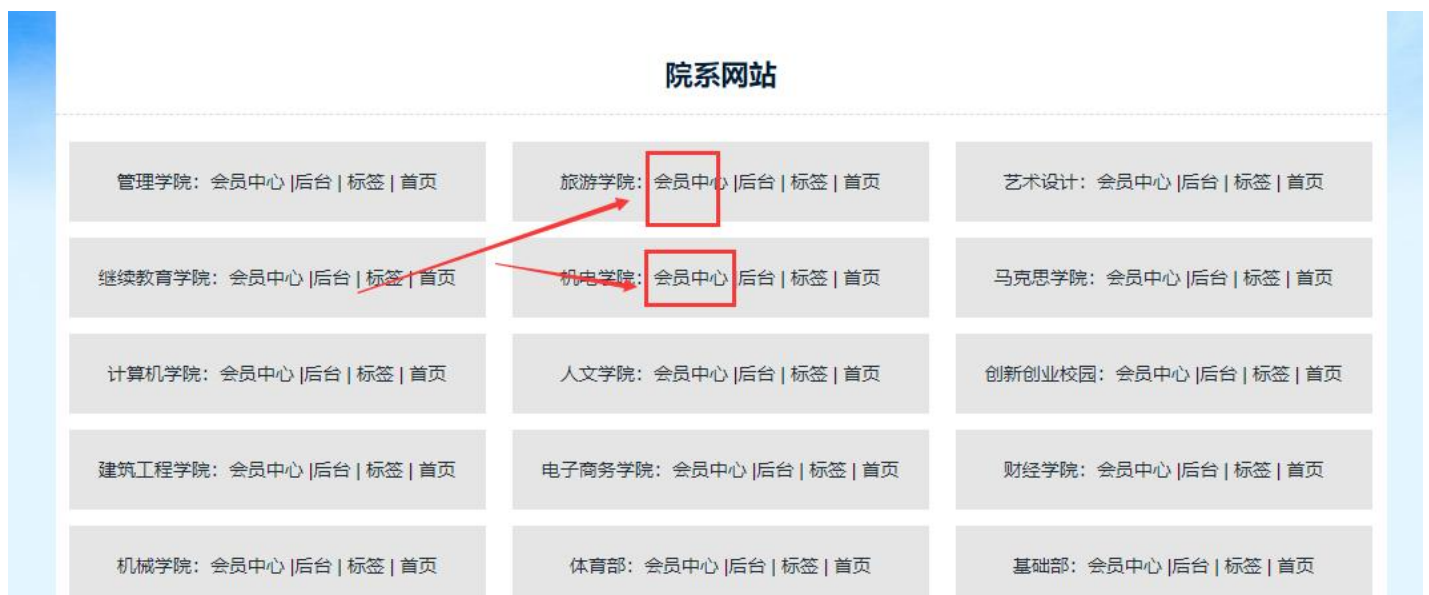 院系网站
管理学院：会员中心 |后台 | 标签 | 首页
旅游学院：会员中心 |后台 | 标签 | 首页
艺术设计：会员中心 |后台 | 标签 | 首页
继续教育学院：会员中心 |后台 | 标签 | 首页
机电学院：会员中心 |后台 | 标签 | 首页
马克思学院：会员中心 |后台 | 标签 | 首页
计算机学院：会员中心 |后台 | 标签 | 首页
人文学院：会员中心 |后台 | 标签 | 首页
创新创业校园：会员中心 |后台 | 标签 | 首页
建筑工程学院：会员中心 |后台 | 标签 | 首页
电子商务学院：会员中心 |后台 | 标签 | 首页
财经学院：会员中心 |后台 | 标签 | 首页
机械学院：会员中心 |后台 | 标签 | 首页
体育部：会员中心 |后台 | 标签 | 首页
基础部：会员中心 |后台 | 标签 | 首页